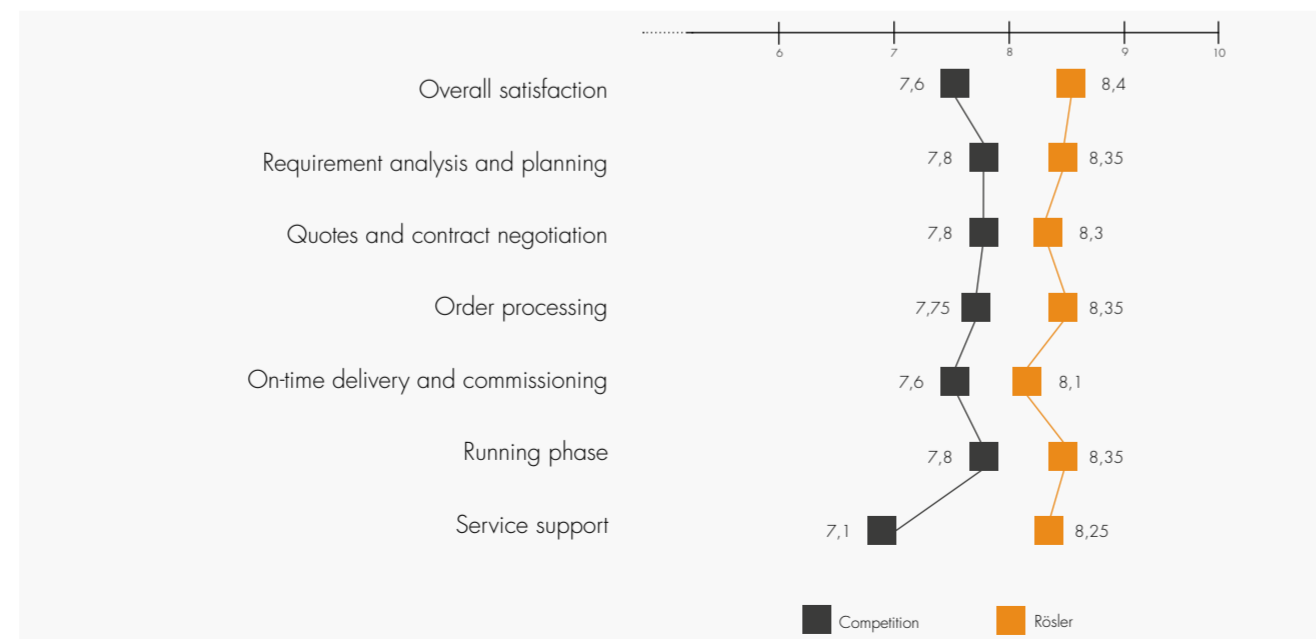 6 7 8 9 10
Overall satisfaction 7,6 8,4
Requirement analysis and planning 7,8 8,35
Quotes and contract negotiation 7,8 8,3
Order processing 7,75 8,35
On-time delivery and commissioning 7,6 8,1
Running phase 7,8 8,35
Service support 7,1 8,25
Competition Rösler